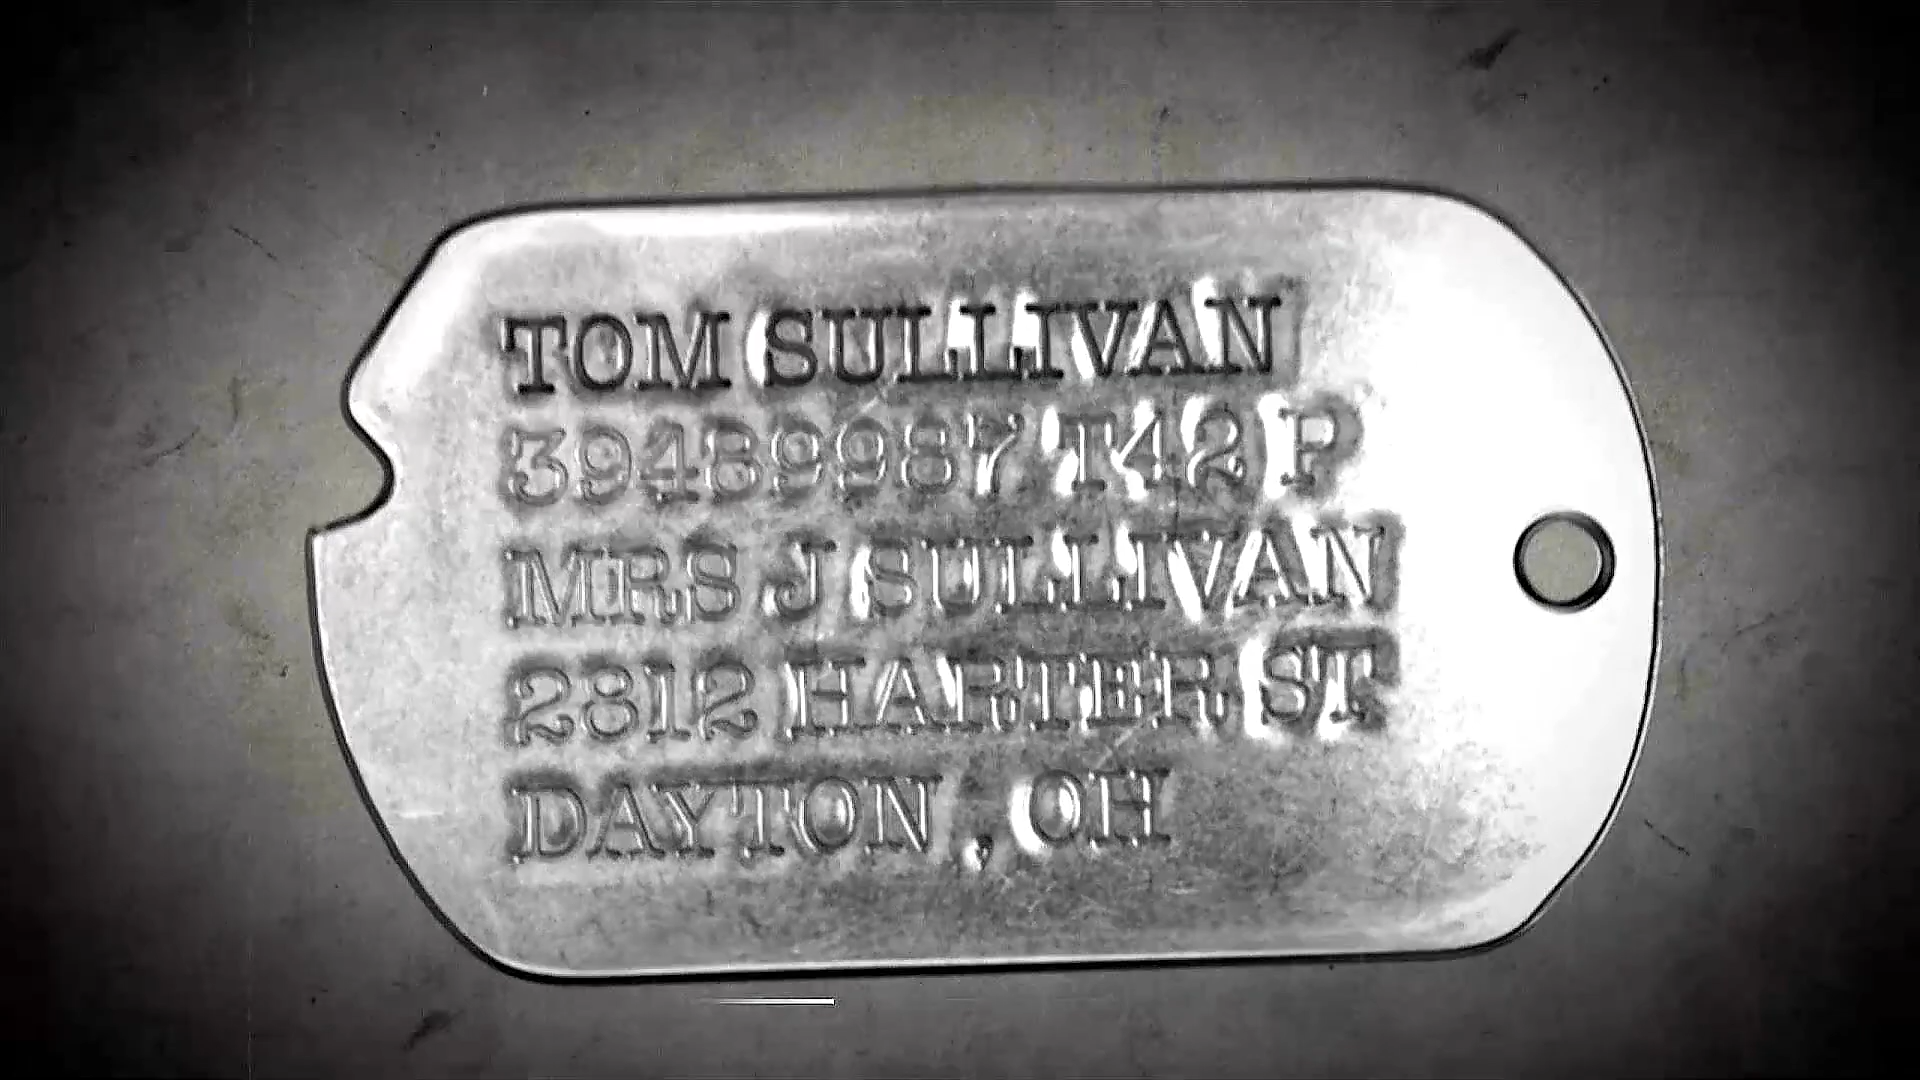 TOM SULLIVAN
39489987 T42 P
MRS J SULLIVAN
2812 HARTER ST
DAYTON , OH